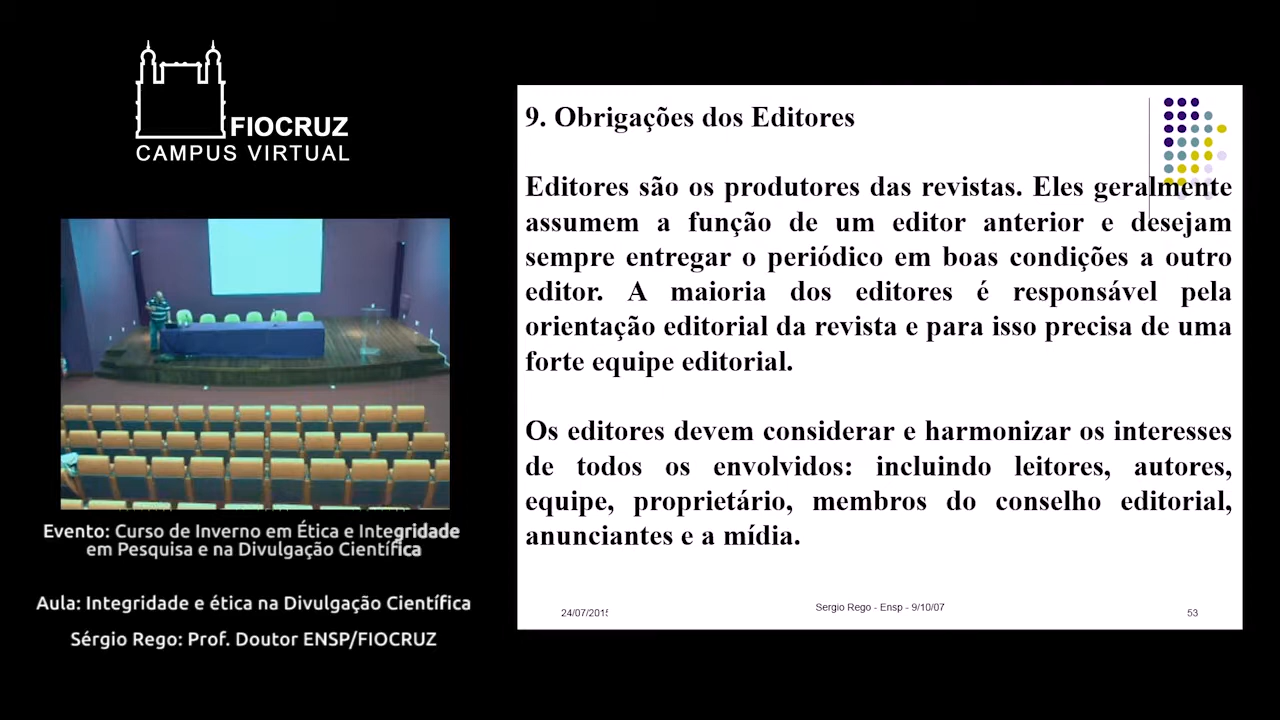 FIOCRUZ
CAMPUS VIRTUAL
Evento: Curso de Inverno em Ética e Integridade
em Pesquisa e na Divulgação Científica
Aula: Integridade e ética na Divulgação Científica
Sérgio Rego: Prof. Doutor ENSP/FIOCRUZ
9. Obrigações dos Editores
Editores são os produtores das revistas. Eles geralmente
assumem a função de um editor anterior e desejam
sempre entregar o periódico em boas condições a outro
editor. A maioria dos editores é responsável pela
orientação editorial da revista e para isso precisa de uma
forte equipe editorial.
Os editores devem considerar e harmonizar os interesses
de todos os envolvidos: incluindo leitores, autores,
equipe, proprietário, membros do conselho editorial,
anunciantes e a mídia.
24/07/2015
Sergio Rego - Ensp - 9/10/07
53